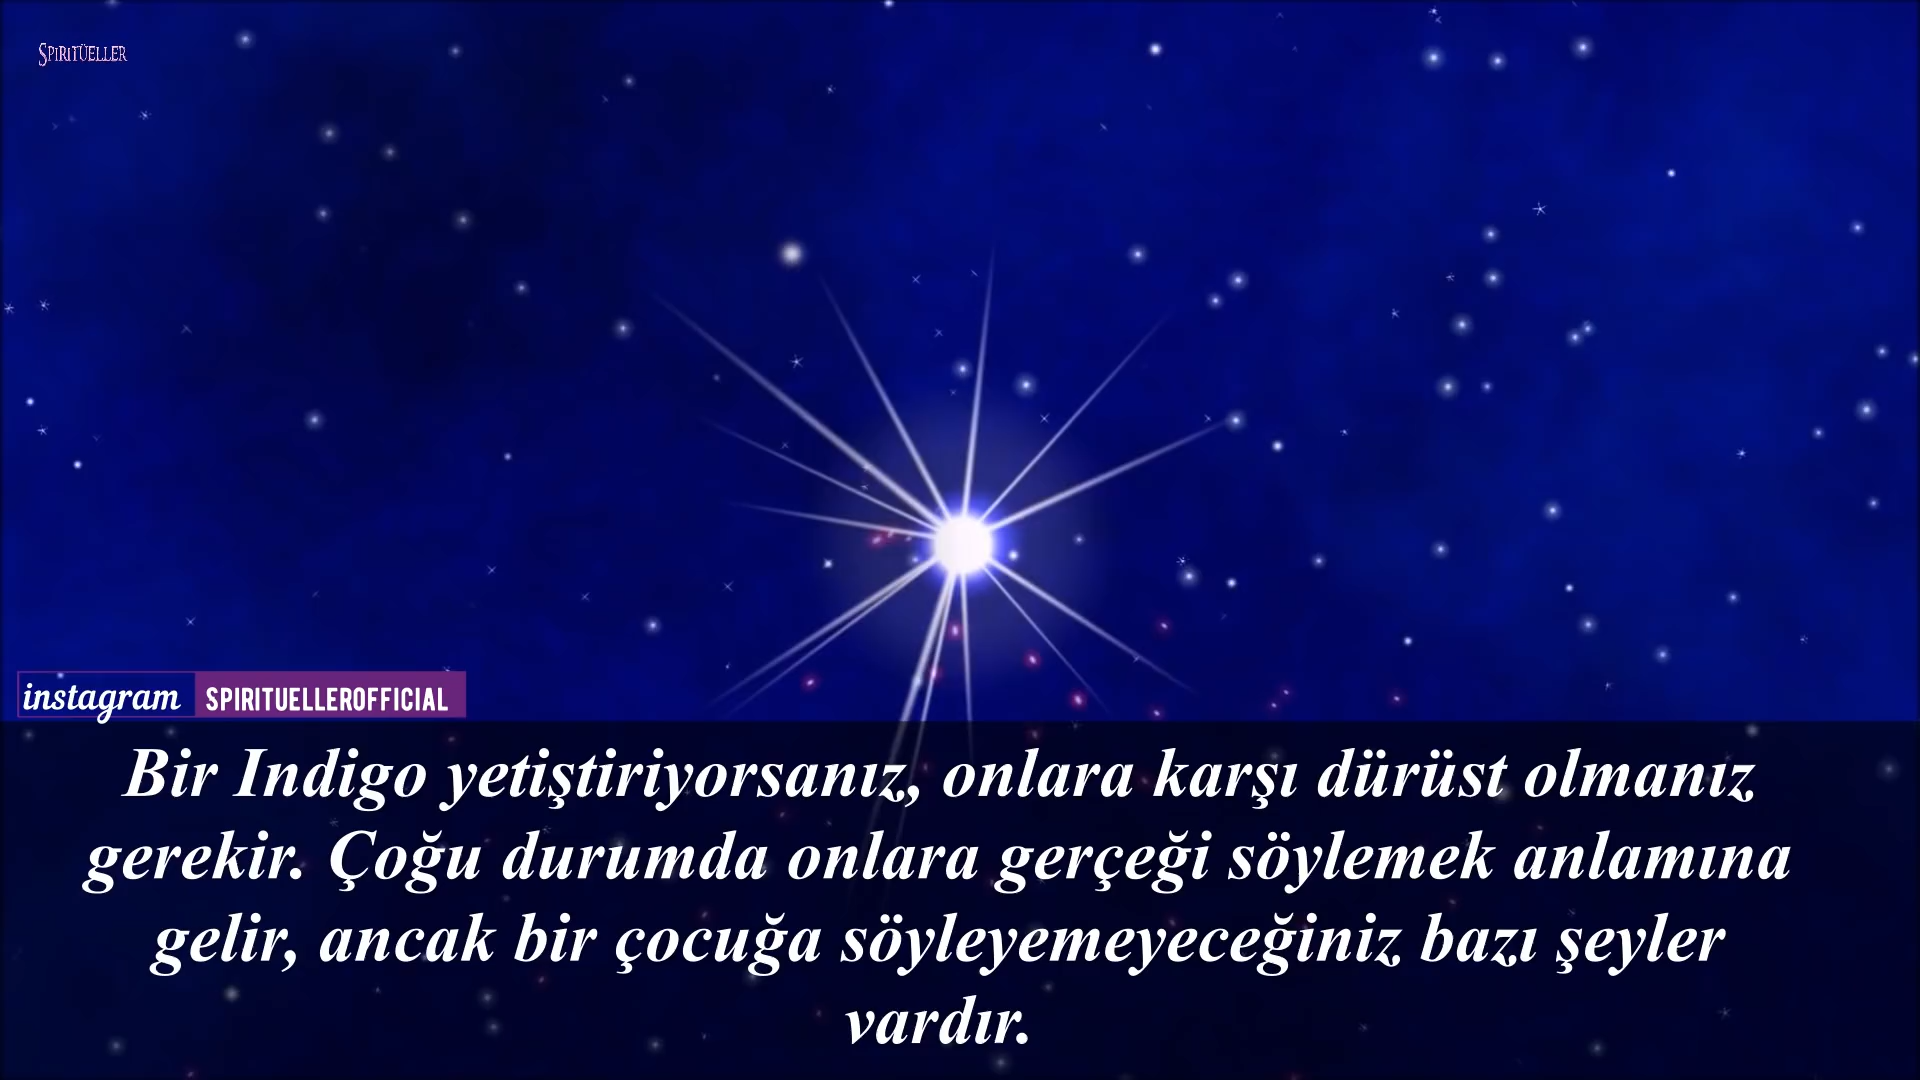 SPIRITÜELLER
instagram SPIRITUELLEROFFICIAL
Bir Indigo yetiştiriyorsanız, onlara karşı dürüst olmanız
gerekir. Çoğu durumda onlara gerçeği söylemek anlamına
gelir, ancak bir çocuğa söyleyemeyeceğiniz bazı şeyler
vardır.